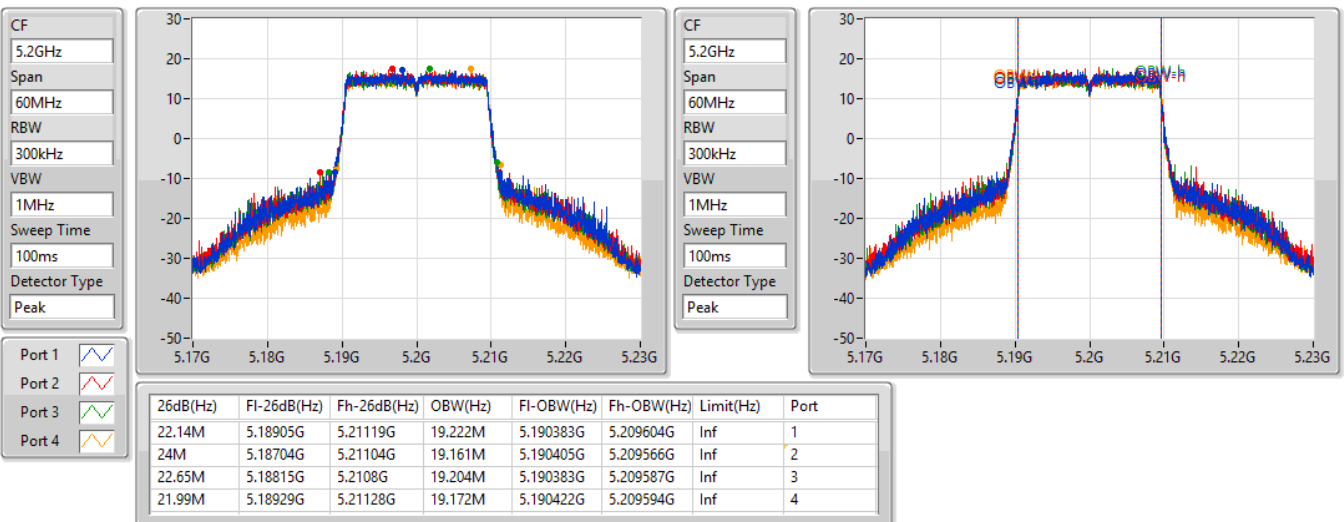 CF
5.2GHz
Span
60MHz
RBW
300kHz
VBW
1MHz
Sweep Time
100ms
Detector Type
Peak
30
20
10
0
-10
-20
-30
-40
-50
5.17G 5.18G 5.19G 5.2G 5.21G 5.22G 5.23G
CF
5.2GHz
Span
60MHz
RBW
300kHz
VBW
1MHz
Sweep Time
100ms
Detector Type
Peak
30
20
10
0
-10
-20
-30
-40
-50
OBW-h
5.17G 5.18G 5.19G 5.2G 5.21G 5.22G 5.23G
Port 1
Port 2
Port 3
Port 4
26dB(Hz) Fl-26dB(Hz) Fh-26dB(Hz) OBW(Hz) Fl-OBW(Hz) Fh-OBW(Hz) Limit(Hz) Port
22.14M 5.18905G 5.21119G 19.222M 5.190383G 5.209604G Inf 1
24M 5.18704G 5.21104G 19.161M 5.190405G 5.209566G Inf 2
22.65M 5.18815G 5.2108G 19.204M 5.190383G 5.209587G Inf 3
21.99M 5.18929G 5.21128G 19.172M 5.190422G 5.209594G Inf 4